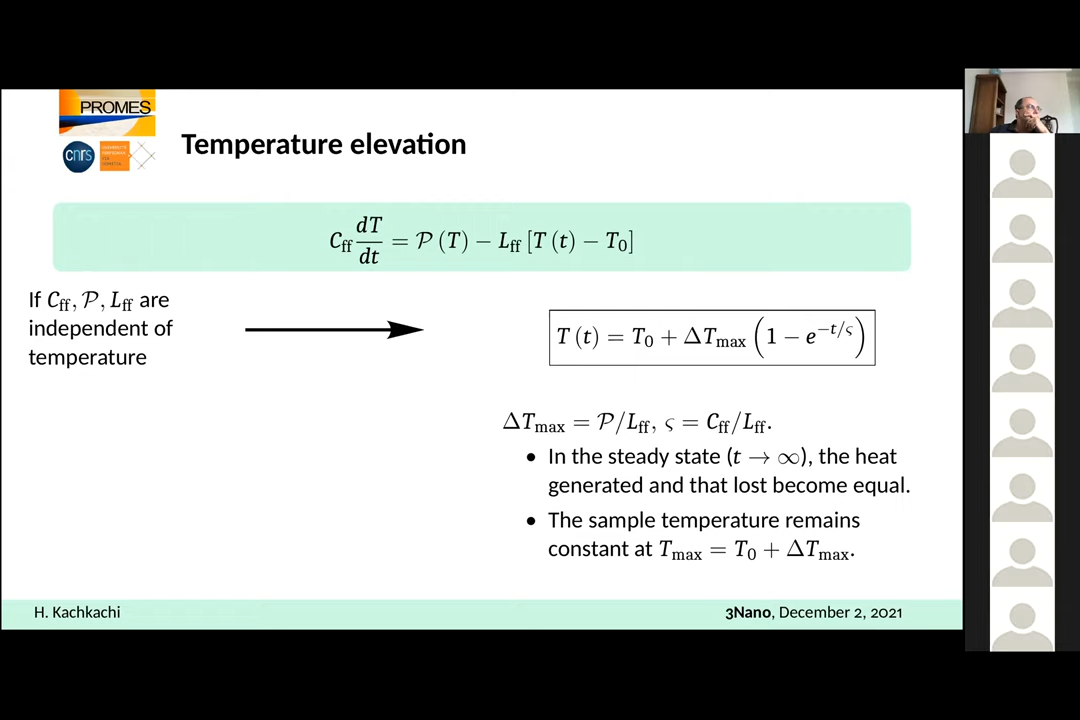 PROMES
cnrs
Temperature elevation
C_ff dT/dt = 𝒫 (T) − L_ff [T (t) − T_0]
If C_ff, 𝒫, L_ff are
independent of
temperature
T (t) = T_0 + ΔT_max (1 − e^{−t/ς})
ΔT_max = 𝒫/L_ff, ς = C_ff/L_ff.
• In the steady state (t → ∞), the heat
generated and that lost become equal.
• The sample temperature remains
constant at T_max = T_0 + ΔT_max.
H. Kachkachi
3Nano, December 2, 2021